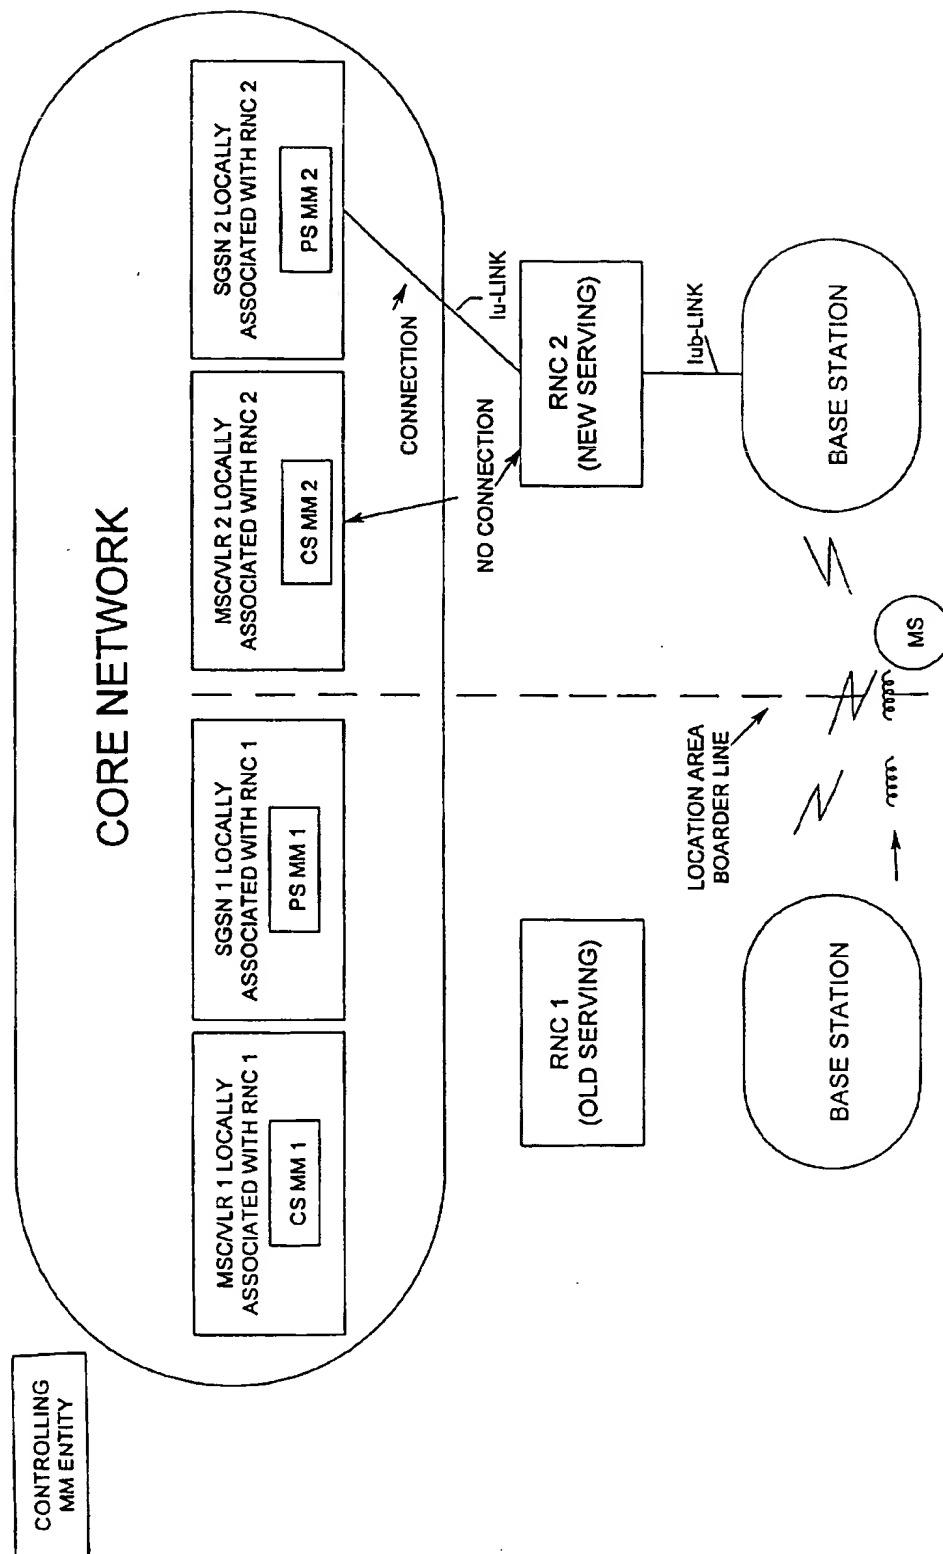 CONTROLLING
MM ENTITY
CORE NETWORK
MSC/VLR 1 LOCALLY
ASSOCIATED WITH RNC 1
CS MM 1
SGSN 1 LOCALLY
ASSOCIATED WITH RNC 1
PS MM 1
MSC/VLR 2 LOCALLY
ASSOCIATED WITH RNC 2
CS MM 2
SGSN 2 LOCALLY
ASSOCIATED WITH RNC 2
PS MM 2
CONNECTION
Iu-LINK
NO CONNECTION
RNC 1
(OLD SERVING)
RNC 2
(NEW SERVING)
Iub-LINK
LOCATION AREA
BOARDER LINE
BASE STATION
MS
BASE STATION